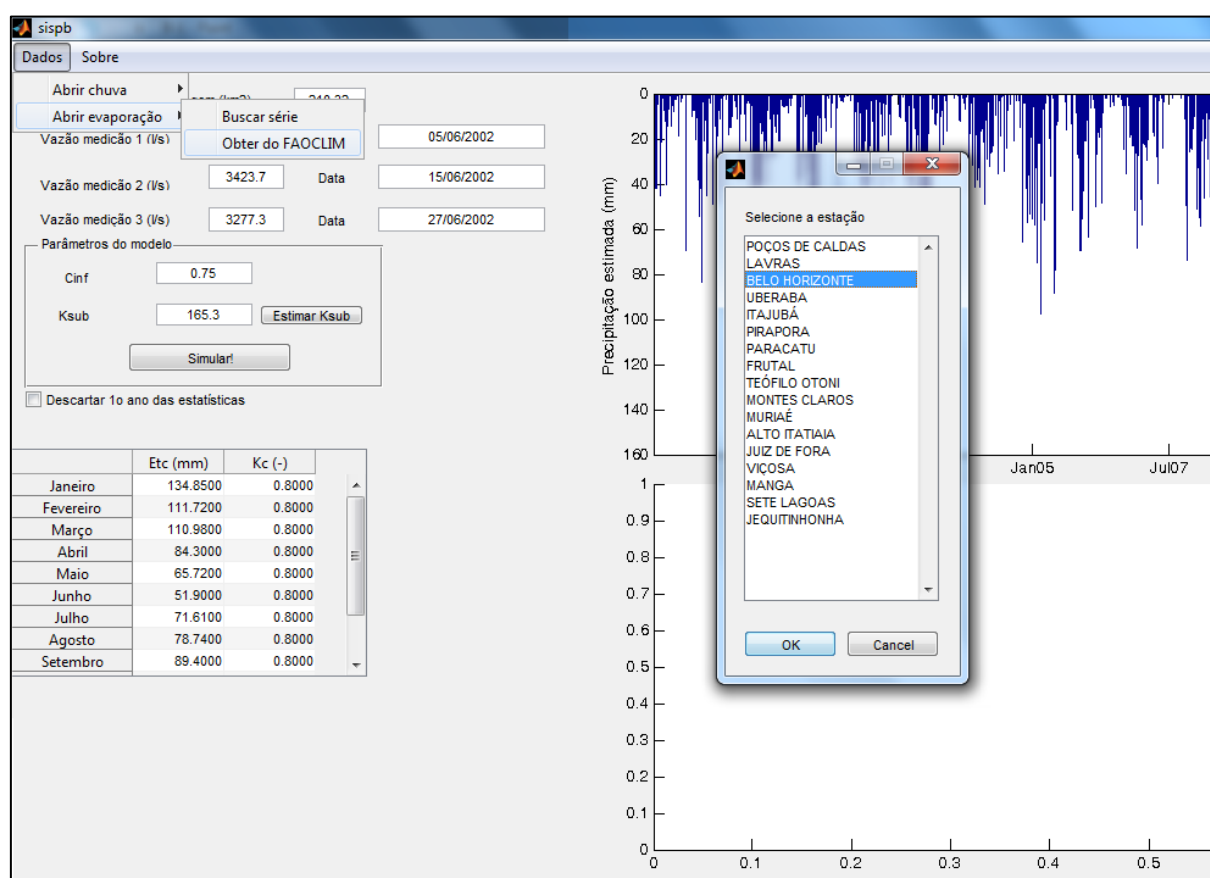 sispb
Dados Sobre
Abrir chuva
Abrir evaporação
Buscar série
Obter do FAOCLIM
Vazão medição 1 (l/s)
05/06/2002
Vazão medicão 2 (l/s) 3423.7 Data 15/06/2002
Vazão medição 3 (l/s) 3277.3 Data 27/06/2002
Parâmetros do modelo
Cinf 0.75
Ksub 165.3 Estimar Ksub
Simular!
Descartar 1o ano das estatísticas
Etc (mm) Kc (-)
Janeiro 134.8500 0.8000
Fevereiro 111.7200 0.8000
Março 110.9800 0.8000
Abril 84.3000 0.8000
Maio 65.7200 0.8000
Junho 51.9000 0.8000
Julho 71.6100 0.8000
Agosto 78.7400 0.8000
Setembro 89.4000 0.8000
Precipitação estimada (mm)
0
20
40
60
80
100
120
140
160
Jan05 Jul07
1
0.9
0.8
0.7
0.6
0.5
0.4
0.3
0.2
0.1
0
0 0.1 0.2 0.3 0.4 0.5
Selecione a estação
POÇOS DE CALDAS
LAVRAS
BELO HORIZONTE
UBERABA
ITAJUBÁ
PIRAPORA
PARACATU
FRUTAL
TEÓFILO OTONI
MONTES CLAROS
MURIAÉ
ALTO ITATIAIA
JUIZ DE FORA
VIÇOSA
MANGA
SETE LAGOAS
JEQUITINHONHA
OK Cancel